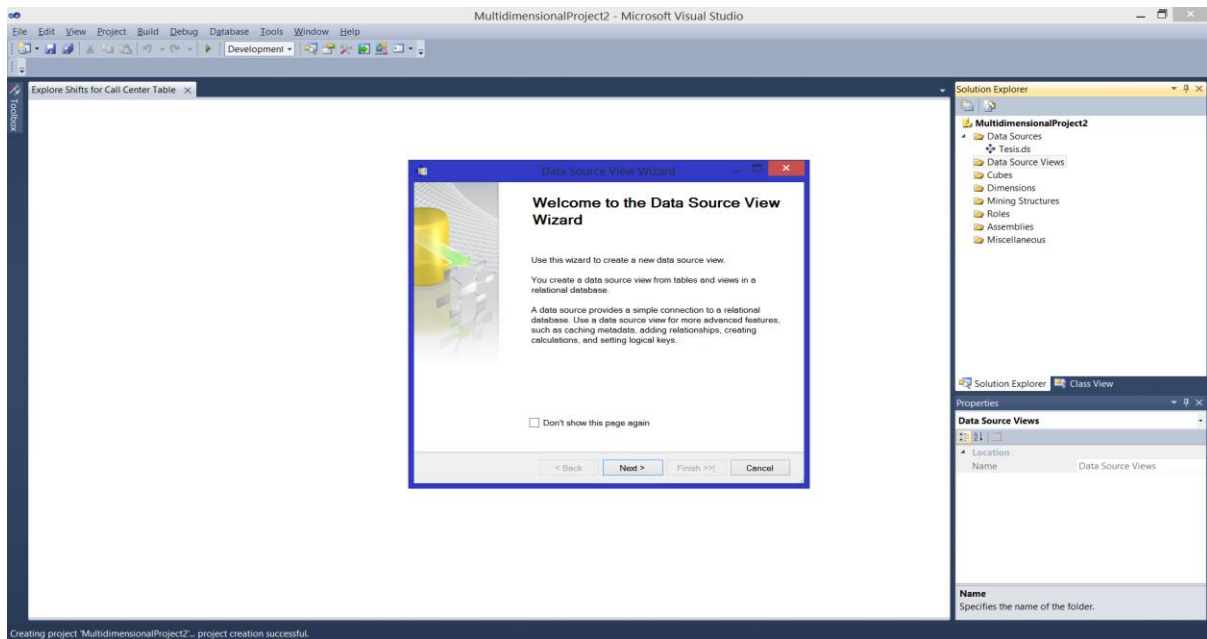 MultidimensionalProject2 - Microsoft Visual Studio
File Edit View Project Build Debug Database Tools Window Help
Development
Toolbox
Explore Shifts for Call Center Table
Data Source View Wizard
Welcome to the Data Source View
Wizard
Use this wizard to create a new data source view.
You create a data source view from tables and views in a
relational database.
A data source provides a simple connection to a relational
database. Use a data source view for more advanced features,
such as caching metadata, adding relationships, creating
calculations, and setting logical keys.
Don't show this page again
< Back Next > Finish >>| Cancel
Solution Explorer
MultidimensionalProject2
Data Sources
Tesis.ds
Data Source Views
Cubes
Dimensions
Mining Structures
Roles
Assemblies
Miscellaneous
Solution Explorer Class View
Properties
Data Source Views
Location
Name Data Source Views
Name
Specifies the name of the folder.
Creating project 'MultidimensionalProject2'... project creation successful.